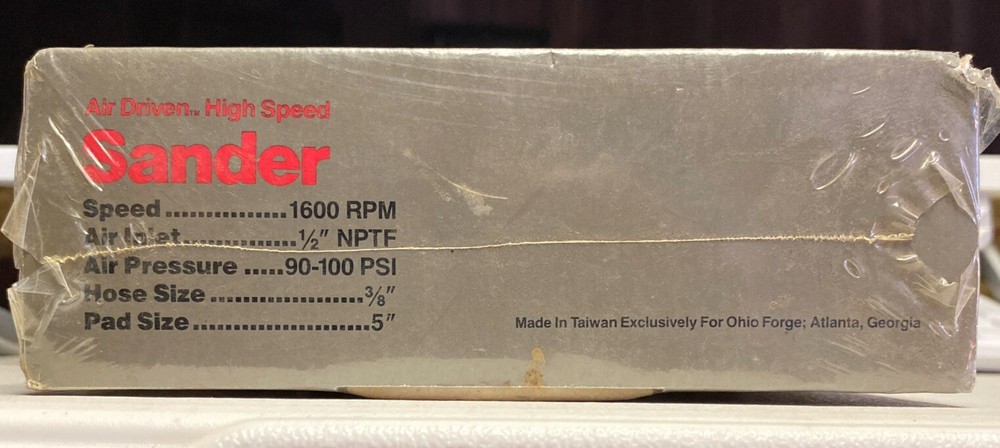 Air Driven™ High Speed
Sander
Speed ...............1600 RPM
Air Inlet..............½" NPTF
Air Pressure .....90-100 PSI
Hose Size ...................3/8"
Pad Size......................5"
Made In Taiwan Exclusively For Ohio Forge; Atlanta, Georgia